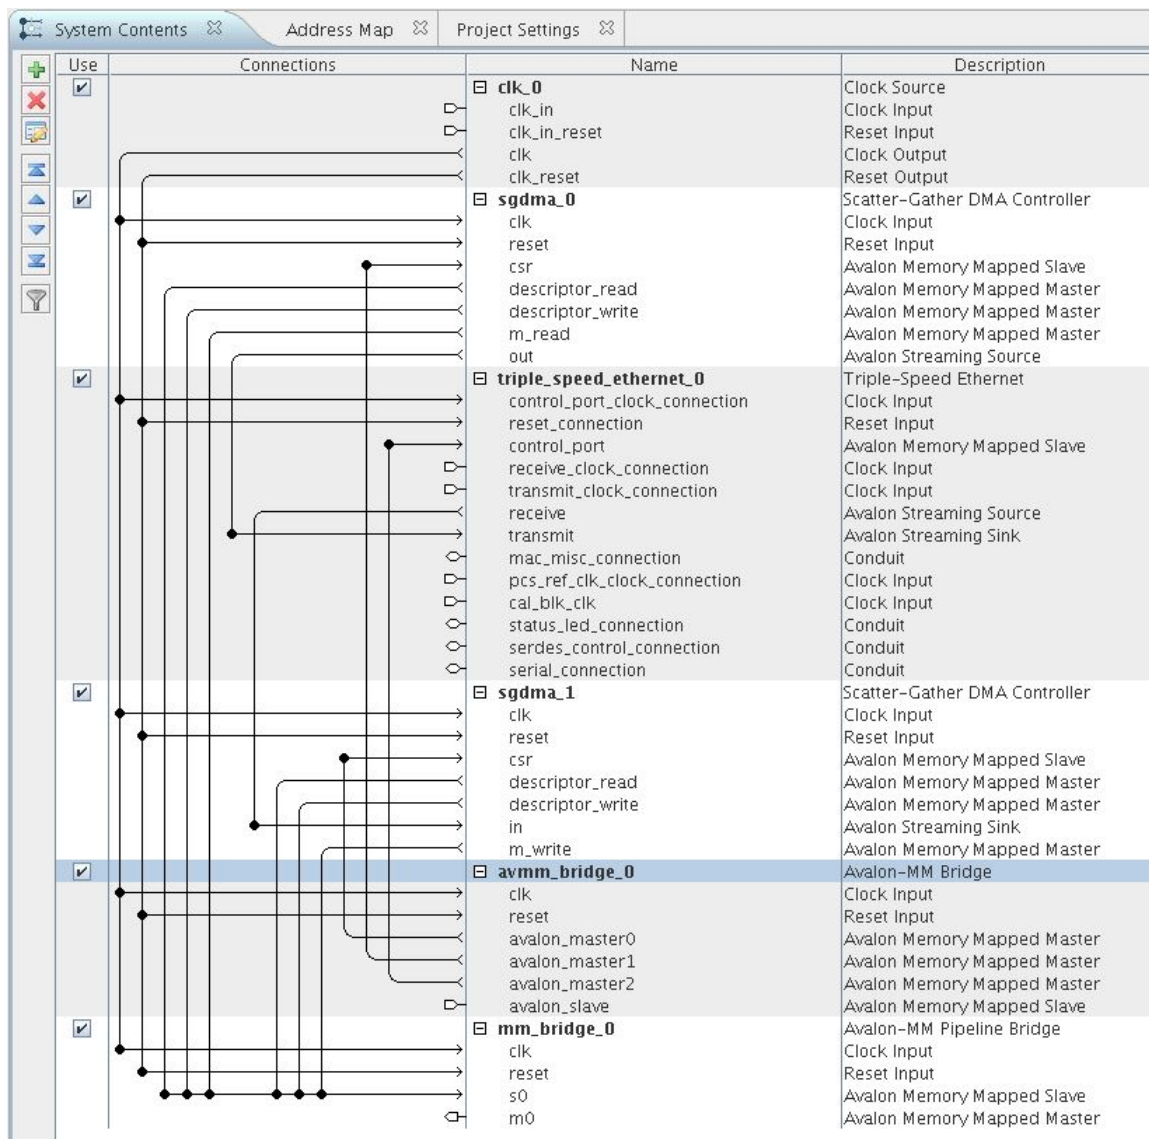 System Contents Address Map Project Settings
Use Connections Name Description
clk_0 Clock Source
clk_in Clock Input
clk_in_reset Reset Input
clk Clock Output
clk_reset Reset Output
sgdma_0 Scatter-Gather DMA Controller
clk Clock Input
reset Reset Input
csr Avalon Memory Mapped Slave
descriptor_read Avalon Memory Mapped Master
descriptor_write Avalon Memory Mapped Master
m_read Avalon Memory Mapped Master
out Avalon Streaming Source
triple_speed_ethernet_0 Triple-Speed Ethernet
control_port_clock_connection Clock Input
reset_connection Reset Input
control_port Avalon Memory Mapped Slave
receive_clock_connection Clock Input
transmit_clock_connection Clock Input
receive Avalon Streaming Source
transmit Avalon Streaming Sink
mac_misc_connection Conduit
pcs_ref_clk_clock_connection Clock Input
cal_blk_clk Clock Input
status_led_connection Conduit
serdes_control_connection Conduit
serial_connection Conduit
sgdma_1 Scatter-Gather DMA Controller
clk Clock Input
reset Reset Input
csr Avalon Memory Mapped Slave
descriptor_read Avalon Memory Mapped Master
descriptor_write Avalon Memory Mapped Master
in Avalon Streaming Sink
m_write Avalon Memory Mapped Master
avmm_bridge_0 Avalon-MM Bridge
clk Clock Input
reset Reset Input
avalon_master0 Avalon Memory Mapped Master
avalon_master1 Avalon Memory Mapped Master
avalon_master2 Avalon Memory Mapped Master
avalon_slave Avalon Memory Mapped Slave
mm_bridge_0 Avalon-MM Pipeline Bridge
clk Clock Input
reset Reset Input
s0 Avalon Memory Mapped Slave
m0 Avalon Memory Mapped Master